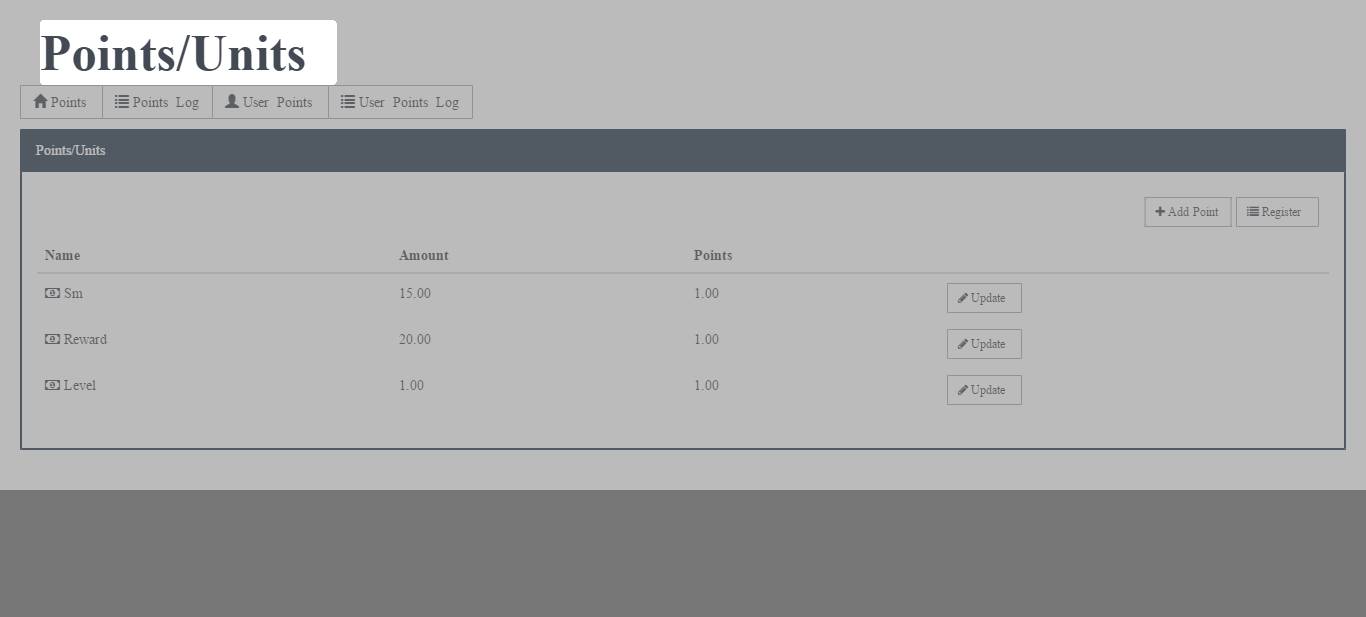 Points/Units
Points Points Log User Points User Points Log
Points/Units
Add Point Register
Name Amount Points
Sm 15.00 1.00 Update
Reward 20.00 1.00 Update
Level 1.00 1.00 Update